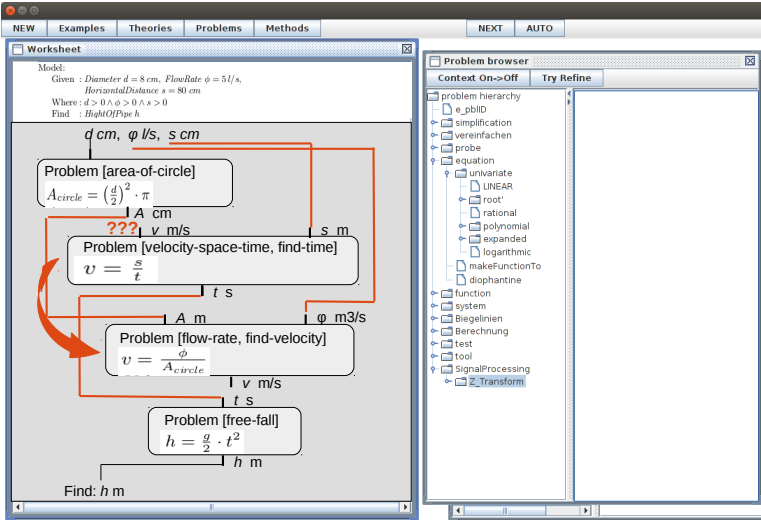 NEW Examples Theories Problems Methods NEXT AUTO
Worksheet
Model:
Given : Diameter d = 8 cm, FlowRate ϕ = 5 l/s,
HorizontalDistance s = 80 cm
Where : d > 0 ∧ ϕ > 0 ∧ s > 0
Find : HightOfPipe h
d cm, φ l/s, s cm
Problem [area-of-circle]
A_circle = (d/2)^2 · π
A cm
??? v m/s s m
Problem [velocity-space-time, find-time]
v = s/t
t s
A m φ m3/s
Problem [flow-rate, find-velocity]
v = ϕ/A_circle
v m/s
t s
Problem [free-fall]
h = g/2 · t^2
h m
Find: h m
Problem browser
Context On->Off Try Refine
problem hierarchy
e_pblID
simplification
vereinfachen
probe
equation
univariate
LINEAR
root'
rational
polynomial
expanded
logarithmic
makeFunctionTo
diophantine
function
system
Biegelinien
Berechnung
test
tool
SignalProcessing
Z_Transform